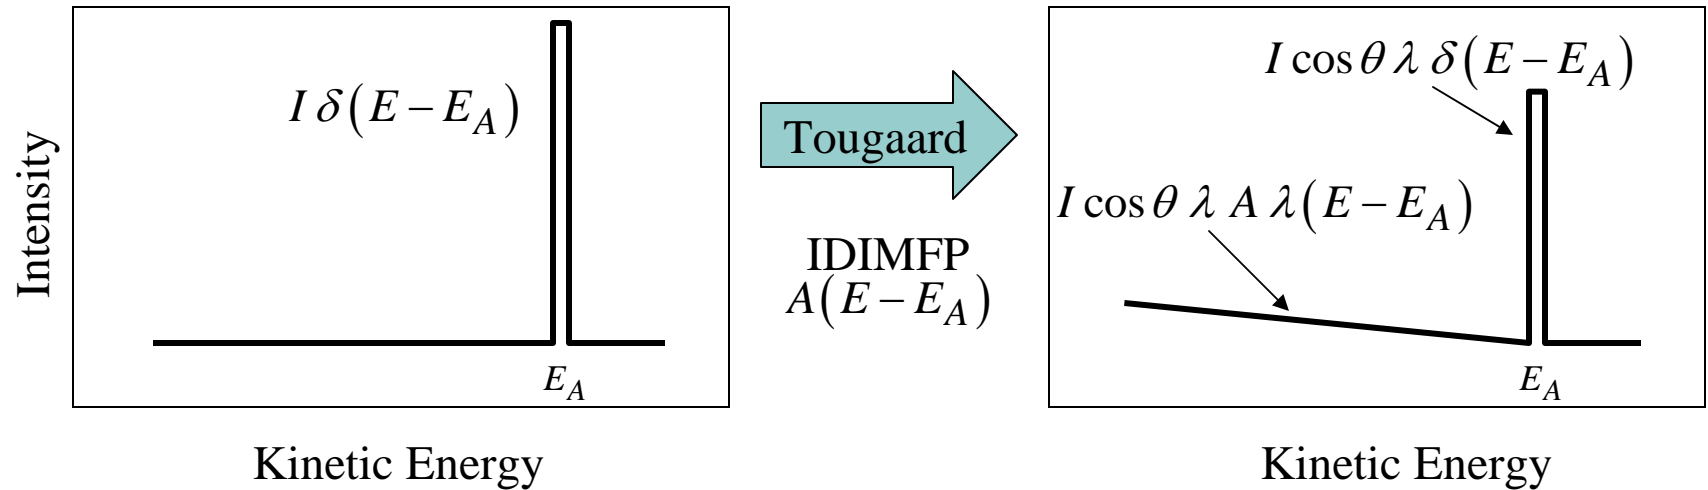 Intensity
I δ(E − E_A)
E_A
Kinetic Energy
Tougaard
IDIMFP
A(E − E_A)
I cos θ λ δ(E − E_A)
I cos θ λ A λ(E − E_A)
E_A
Kinetic Energy